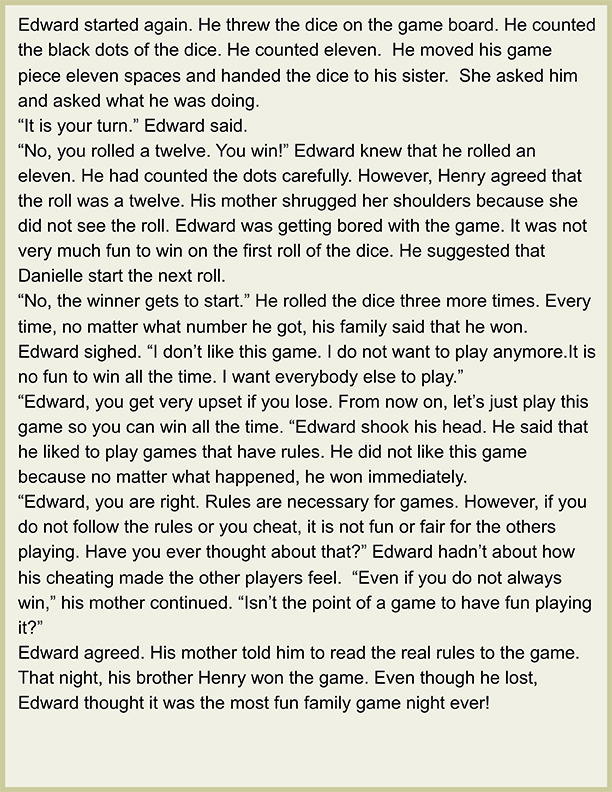 Edward started again. He threw the dice on the game board. He counted
the black dots of the dice. He counted eleven.  He moved his game
piece eleven spaces and handed the dice to his sister.  She asked him
and asked what he was doing.
“It is your turn.” Edward said.
“No, you rolled a twelve. You win!” Edward knew that he rolled an
eleven. He had counted the dots carefully. However, Henry agreed that
the roll was a twelve. His mother shrugged her shoulders because she
did not see the roll. Edward was getting bored with the game. It was not
very much fun to win on the first roll of the dice. He suggested that
Danielle start the next roll.
“No, the winner gets to start.” He rolled the dice three more times. Every
time, no matter what number he got, his family said that he won.
Edward sighed. “I don’t like this game. I do not want to play anymore.It is
no fun to win all the time. I want everybody else to play.”
“Edward, you get very upset if you lose. From now on, let’s just play this
game so you can win all the time. “Edward shook his head. He said that
he liked to play games that have rules. He did not like this game
because no matter what happened, he won immediately.
“Edward, you are right. Rules are necessary for games. However, if you
do not follow the rules or you cheat, it is not fun or fair for the others
playing. Have you ever thought about that?” Edward hadn’t about how
his cheating made the other players feel.  “Even if you do not always
win,” his mother continued. “Isn’t the point of a game to have fun playing
it?”
Edward agreed. His mother told him to read the real rules to the game.
That night, his brother Henry won the game. Even though he lost,
Edward thought it was the most fun family game night ever!